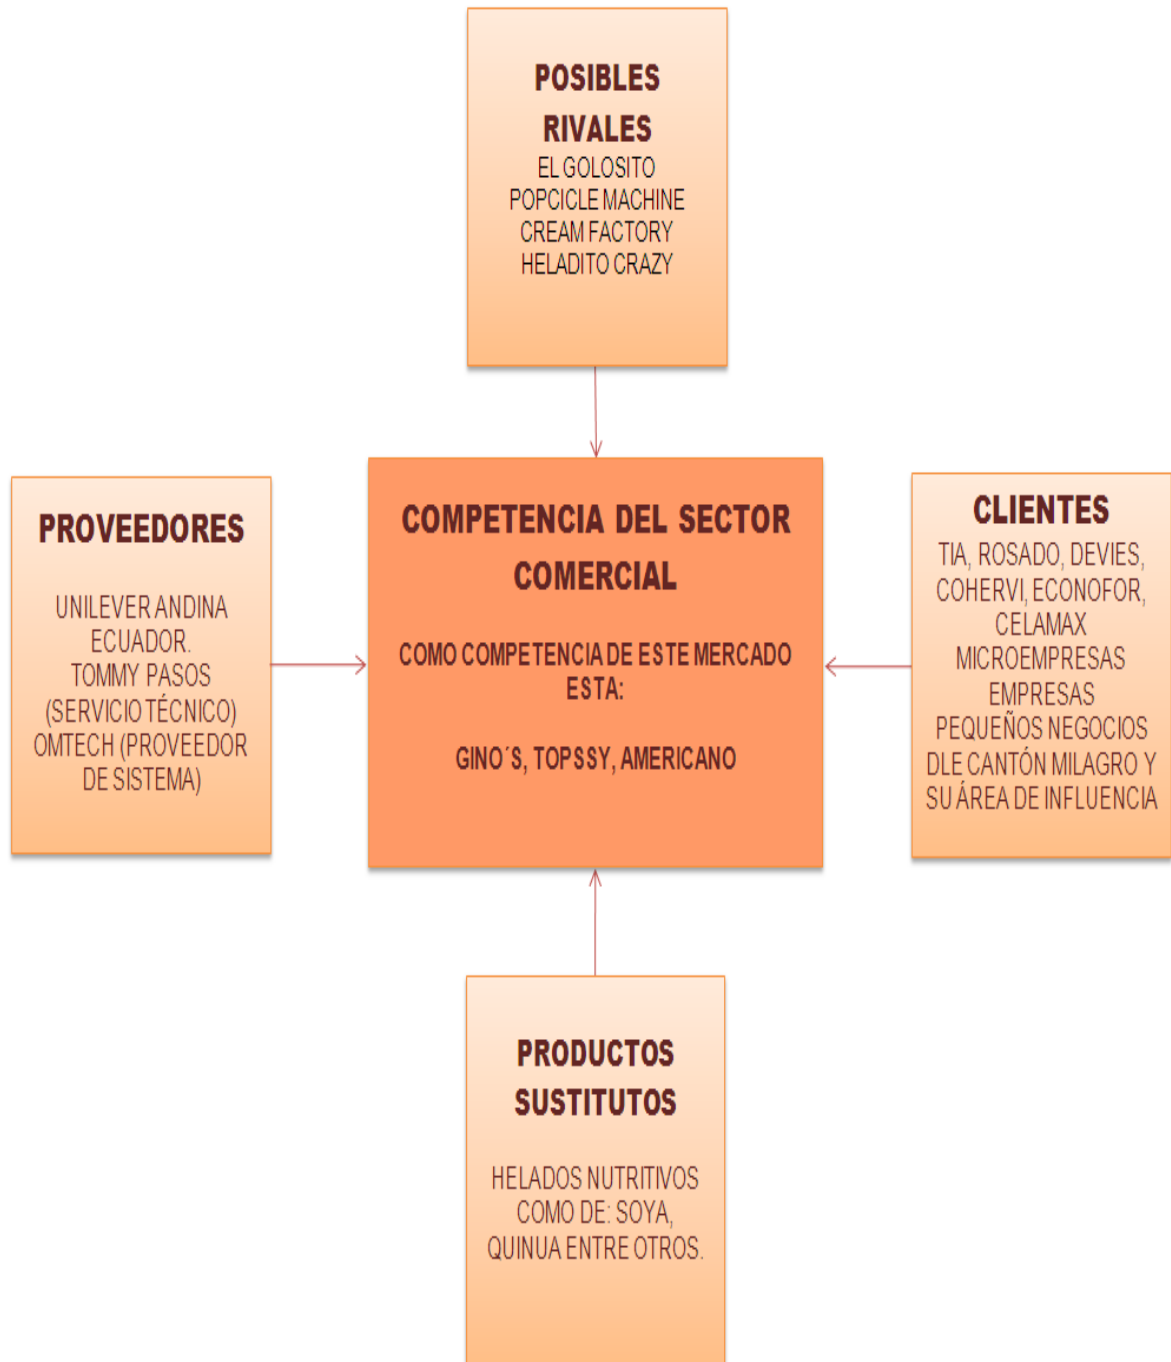 POSIBLES
RIVALES
EL GOLOSITO
POPCICLE MACHINE
CREAM FACTORY
HELADITO CRAZY
PROVEEDORES
UNILEVER ANDINA
ECUADOR.
TOMMY PASOS
(SERVICIO TÉCNICO)
OMTECH (PROVEEDOR
DE SISTEMA)
COMPETENCIA DEL SECTOR
COMERCIAL
COMO COMPETENCIA DE ESTE MERCADO
ESTA:
GINO´S, TOPSSY, AMERICANO
CLIENTES
TIA, ROSADO, DEVIES,
COHERVI, ECONOFOR,
CELAMAX
MICROEMPRESAS
EMPRESAS
PEQUEÑOS NEGOCIOS
DLE CANTÓN MILAGRO Y
SU ÁREA DE INFLUENCIA
PRODUCTOS
SUSTITUTOS
HELADOS NUTRITIVOS
COMO DE: SOYA,
QUINUA ENTRE OTROS.